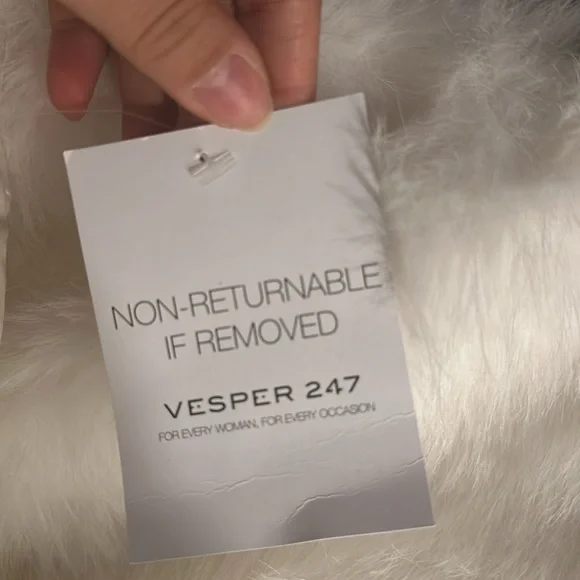 NON-RETURNABLE
IF REMOVED
VESPER 247
FOR EVERY WOMAN, FOR EVERY OCCASION